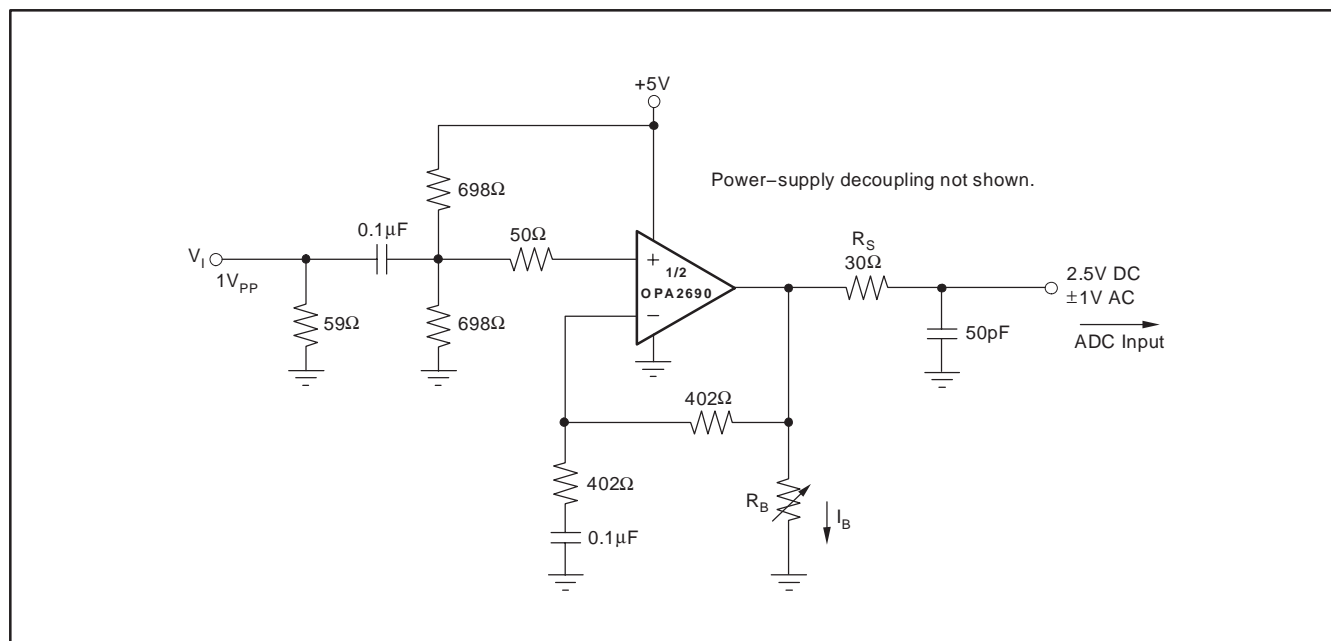 +5V
Power−supply decoupling not shown.
698Ω
0.1μF
50Ω
V_I
1V_PP
59Ω
698Ω
+
1/2
OPA2690
−
R_S
30Ω
2.5V DC
±1V AC
ADC Input
50pF
402Ω
402Ω
0.1μF
R_B
I_B